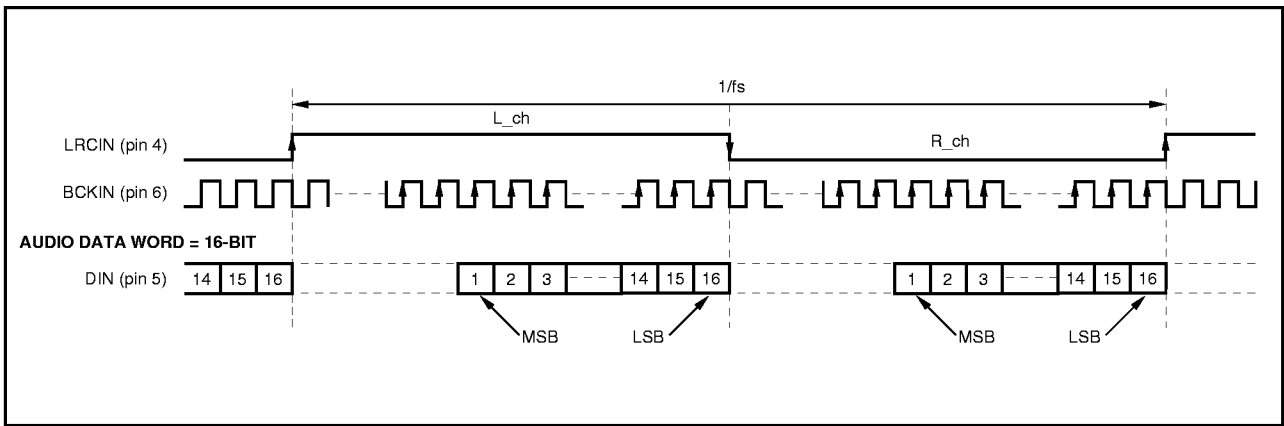 1/fs
L_ch
R_ch
LRCIN (pin 4)
BCKIN (pin 6)
AUDIO DATA WORD = 16-BIT
DIN (pin 5) 14 15 16 1 2 3 14 15 16 1 2 3 14 15 16
MSB LSB MSB LSB